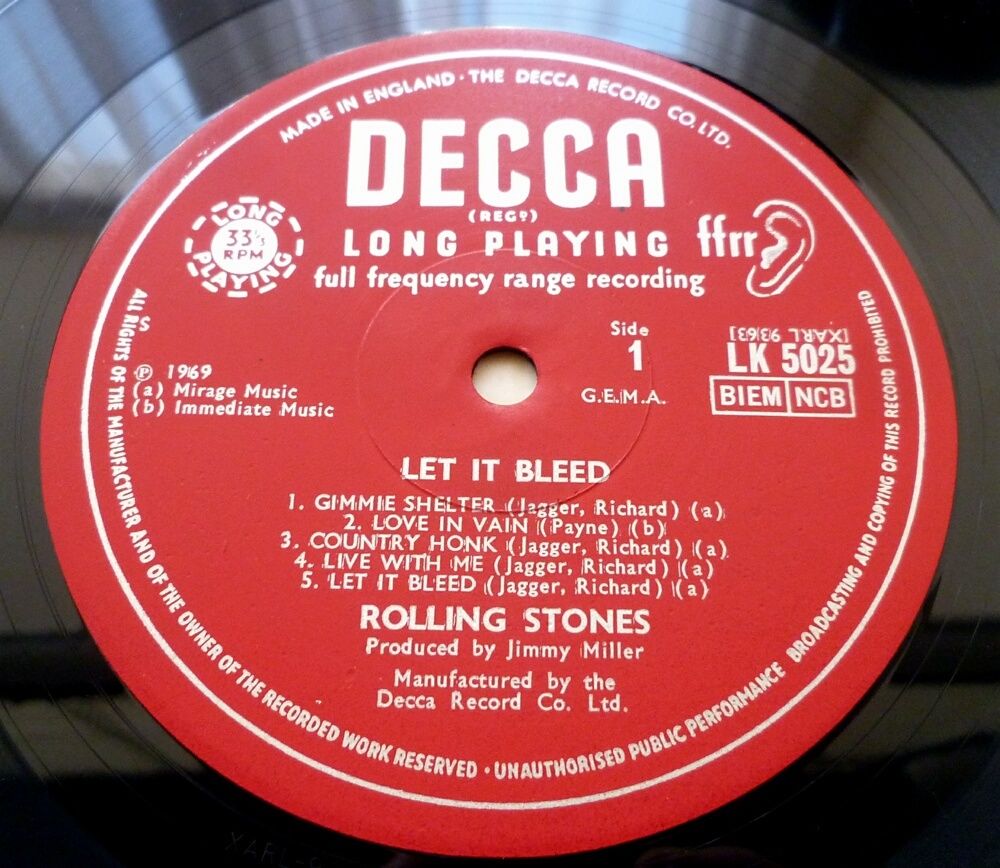 MADE IN ENGLAND · THE DECCA RECORD CO. LTD.
DECCA
(REGD)
LONG PLAYING
33⅓
RPM
LONG PLAYING
ffrr
full frequency range recording
S
℗ 1969
(a) Mirage Music
(b) Immediate Music
Side
1
G.E.M.A.
[XARL 9363]
LK 5025
BIEM NCB
LET IT BLEED
1. GIMMIE SHELTER (Jagger, Richard) (a)
2. LOVE IN VAIN (Payne) (b)
3. COUNTRY HONK (Jagger, Richard) (a)
4. LIVE WITH ME (Jagger, Richard) (a)
5. LET IT BLEED (Jagger, Richard) (a)
ROLLING STONES
Produced by Jimmy Miller
Manufactured by the
Decca Record Co. Ltd.
ALL RIGHTS OF THE MANUFACTURER AND OF THE OWNER OF THE RECORDED WORK RESERVED · UNAUTHORISED PUBLIC PERFORMANCE BROADCASTING AND COPYING OF THIS RECORD PROHIBITED